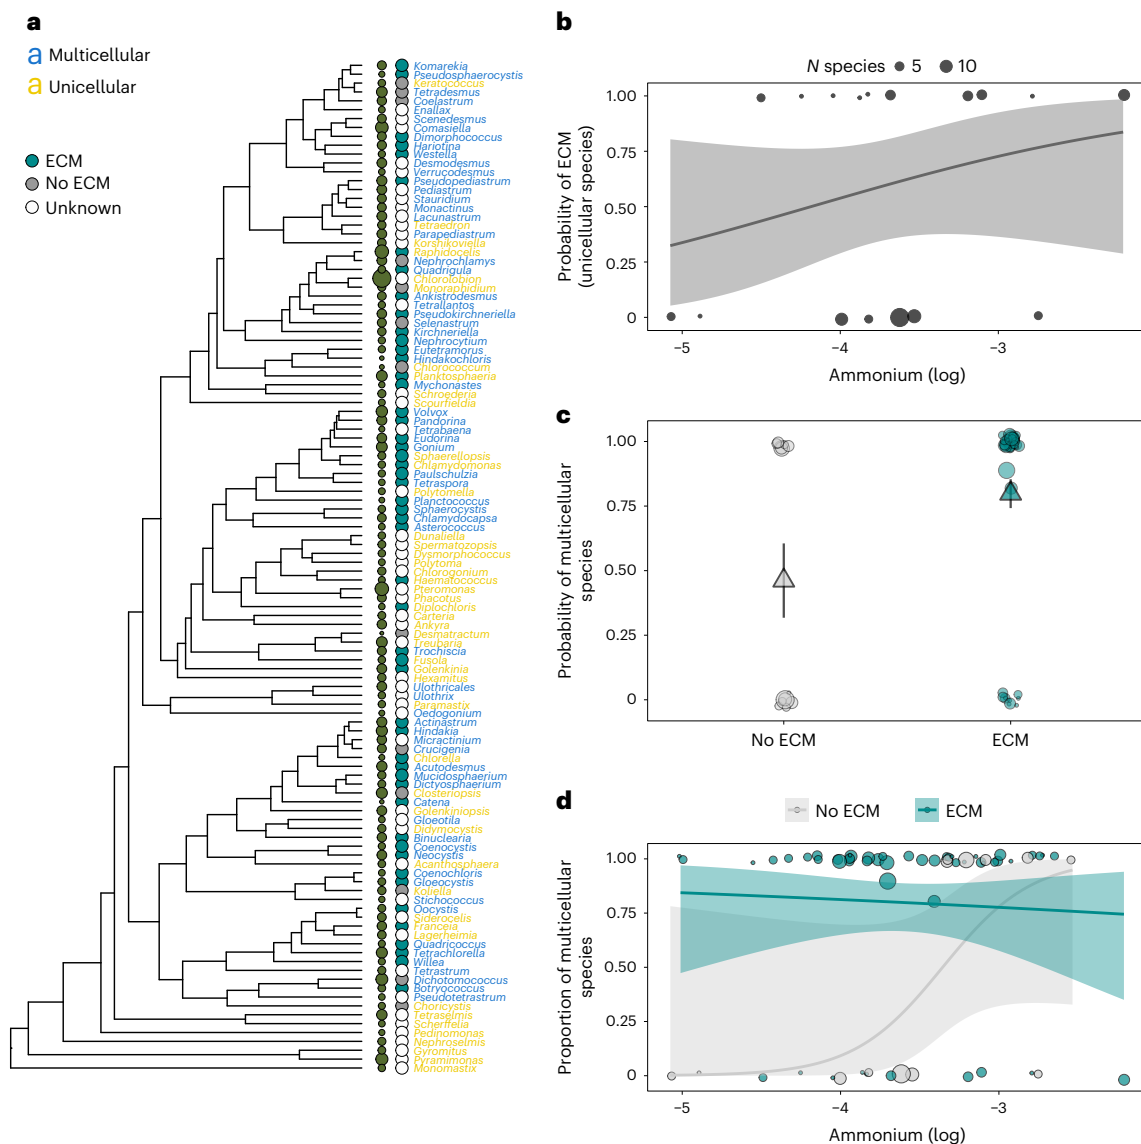 a
a Multicellular
a Unicellular
ECM
No ECM
Unknown
Komarekia
Pseudosphaerocystis
Keratococcus
Tetradesmus
Coelastrum
Enallax
Scenedesmus
Comasiella
Dimorphococcus
Hariotina
Westella
Desmodesmus
Verrucodesmus
Pseudopediastrum
Pediastrum
Stauridium
Monactinus
Lacunastrum
Tetraedron
Parapediastrum
Korshikoviella
Raphidocelis
Nephrochlamys
Quadrigula
Chlorolobion
Monoraphidium
Ankistrodesmus
Tetrallantos
Pseudokirchneriella
Selenastrum
Kirchneriella
Nephrocytium
Eutetramorus
Hindakochloris
Chlorococcum
Planktosphaeria
Mychonastes
Schroederia
Scourfieldia
Volvox
Pandorina
Tetrabaena
Eudorina
Gonium
Sphaerellopsis
Chlamydomonas
Paulschulzia
Tetraspora
Polytomella
Planctococcus
Sphaerocystis
Chlamydocapsa
Asterococcus
Dunaliella
Spermatozopsis
Dysmorphococcus
Polytoma
Chlorogonium
Haematococcus
Pteromonas
Phacotus
Diplochloris
Carteria
Ankyra
Desmatractum
Treubaria
Trochiscia
Fusola
Golenkinia
Hexamitus
Ulothricales
Ulothrix
Paramastix
Oedogonium
Actinastrum
Hindakia
Micractinium
Crucigenia
Chlorella
Acutodesmus
Mucidosphaerium
Dictyosphaerium
Closteriopsis
Catena
Golenkiniopsis
Gloeotila
Didymocystis
Binuclearia
Coenocystis
Neocystis
Acanthosphaera
Coenochloris
Gloeocystis
Koliella
Stichococcus
Oocystis
Siderocelis
Franceia
Lagerheimia
Quadricoccus
Tetrachlorella
Willea
Tetrastrum
Dichotomococcus
Botryococcus
Pseudotetrastrum
Choricystis
Tetraselmis
Scherffelia
Pedinomonas
Nephroselmis
Gyromitus
Pyramimonas
Monomastix
b
N species 5 10
Probability of ECM
(unicellular species)
1.00
0.75
0.50
0.25
0
−5 −4 −3
Ammonium (log)
c
Probability of multicellular
species
1.00
0.75
0.50
0.25
0
No ECM ECM
d
No ECM ECM
Proportion of multicellular
species
1.00
0.75
0.50
0.25
0
−5 −4 −3
Ammonium (log)